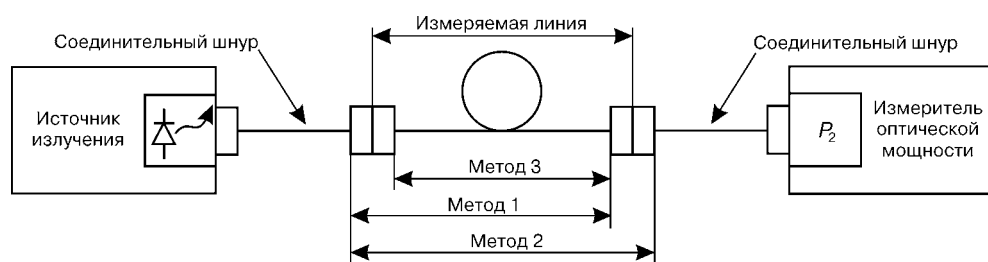 Измеряемая линия
Соединительный шнур
Соединительный шнур
Источник
излучения
Измеритель
оптической
мощности
P2
Метод 3
Метод 1
Метод 2